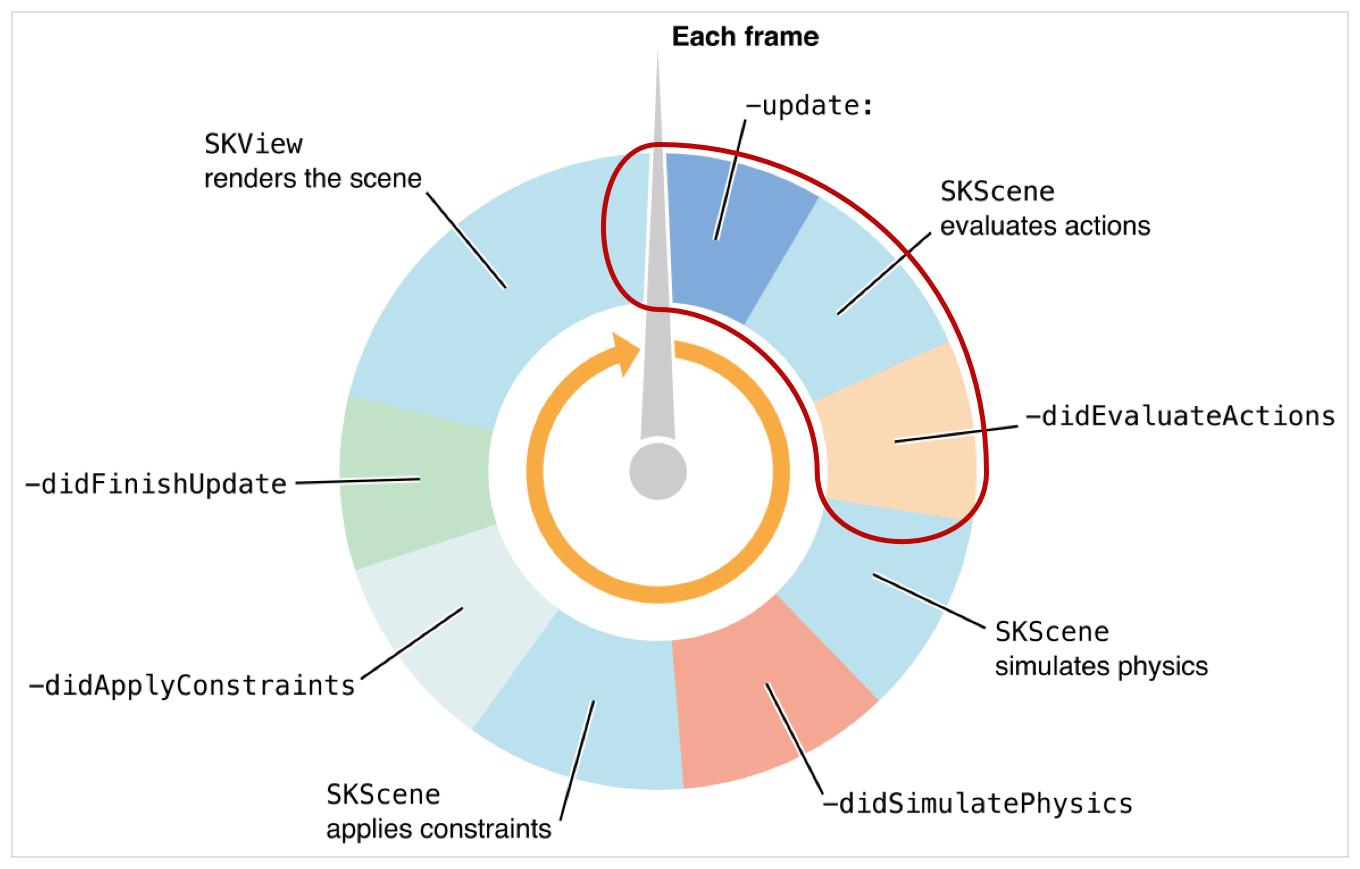 Each frame
-update:
SKScene
evaluates actions
-didEvaluateActions
SKScene
simulates physics
-didSimulatePhysics
SKScene
applies constraints
-didApplyConstraints
-didFinishUpdate
SKView
renders the scene